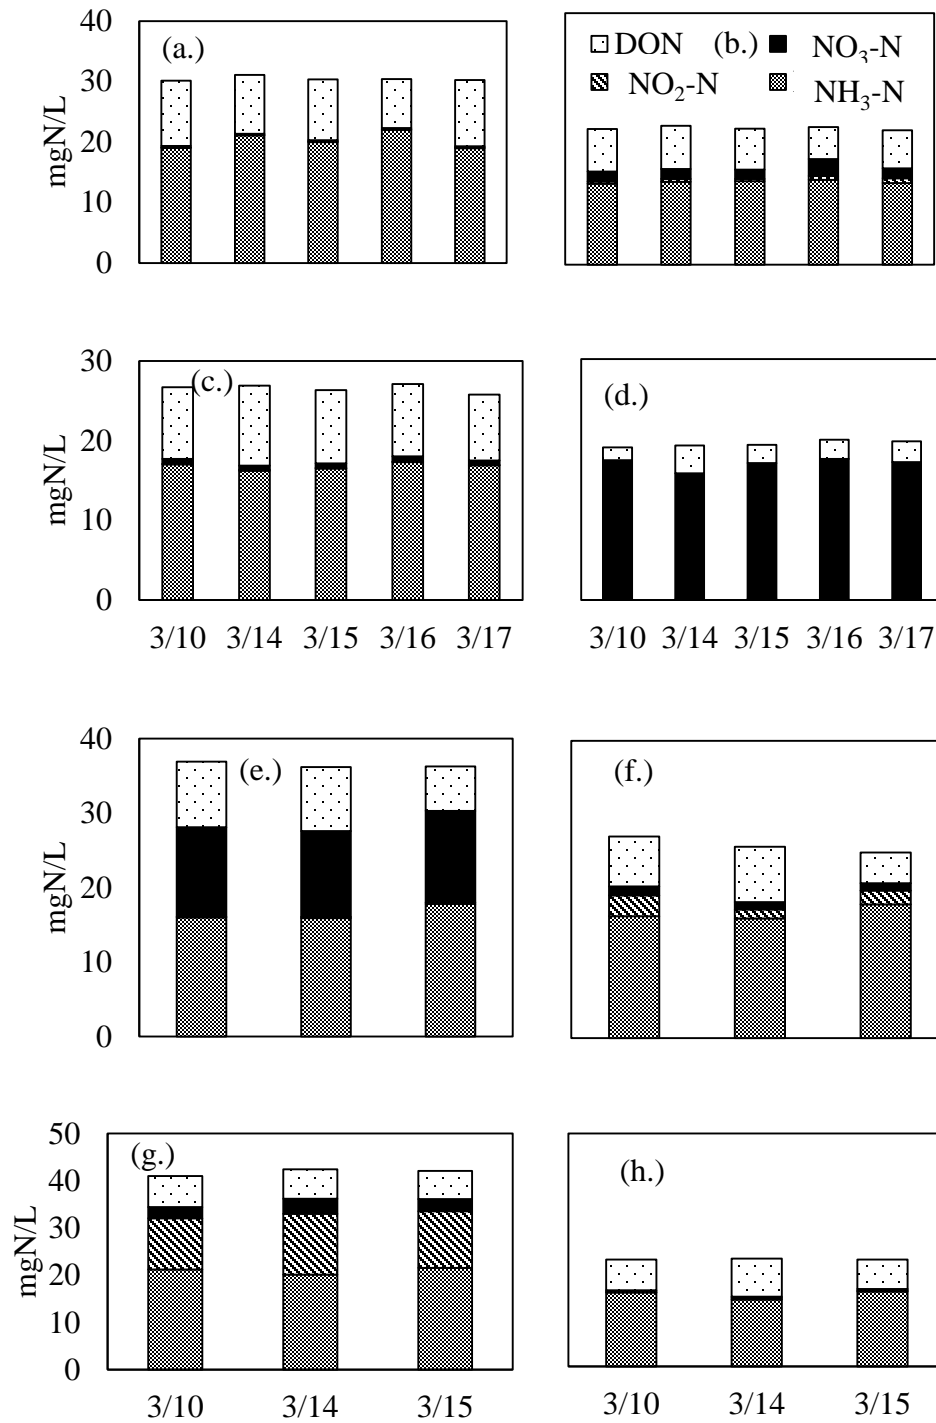 40
30
20
10
0
mgN/L
(a.)
DON (b.) NO3-N
NO2-N NH3-N
30
20
10
0
mgN/L
(c.)
3/10 3/14 3/15 3/16 3/17
(d.)
3/10 3/14 3/15 3/16 3/17
40
30
20
10
0
mgN/L
(e.)
(f.)
50
40
30
20
10
0
mgN/L
(g.)
3/10 3/14 3/15
(h.)
3/10 3/14 3/15